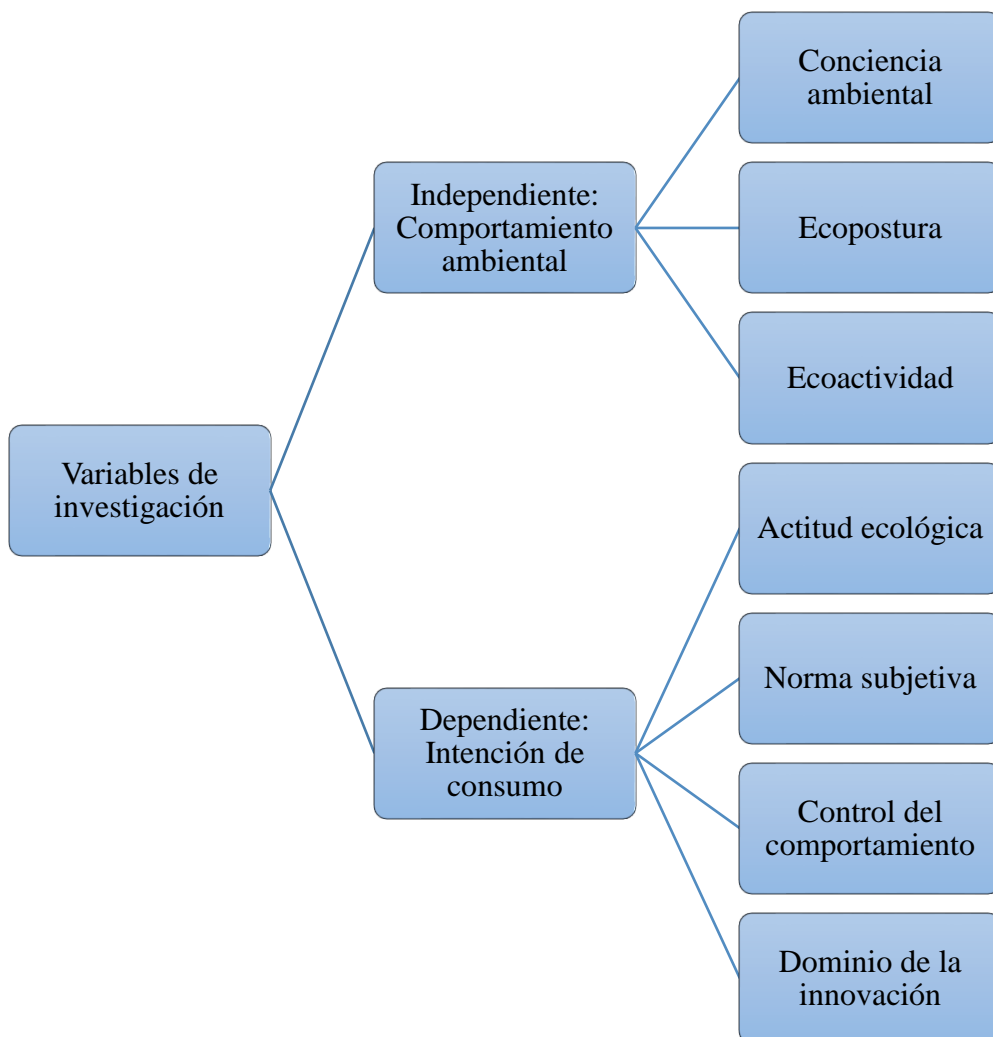 Variables de
investigación
Independiente:
Comportamiento
ambiental
Conciencia
ambiental
Ecopostura
Ecoactividad
Dependiente:
Intención de
consumo
Actitud ecológica
Norma subjetiva
Control del
comportamiento
Dominio de la
innovación